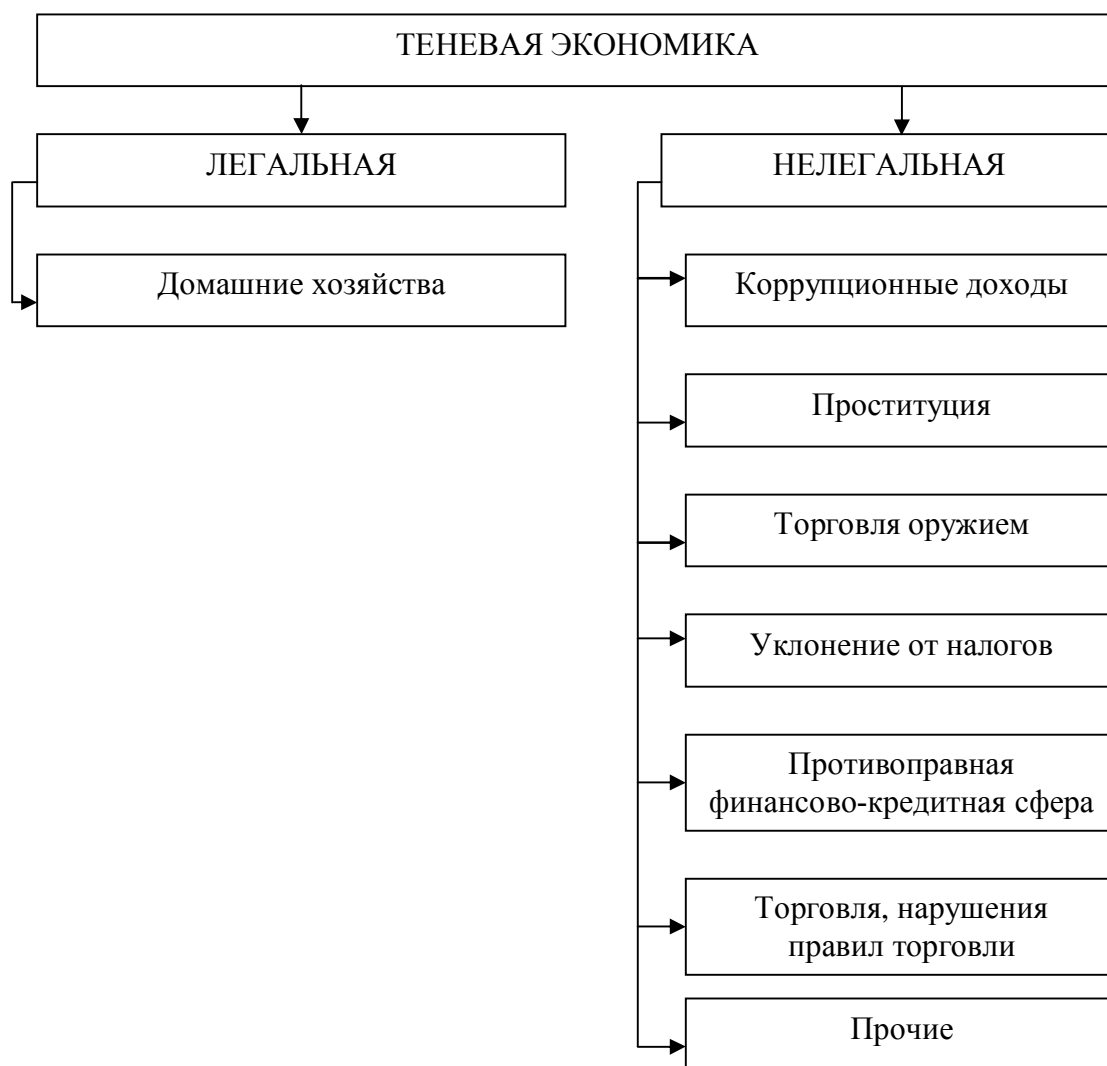 ТЕНЕВАЯ ЭКОНОМИКА
ЛЕГАЛЬНАЯ
НЕЛЕГАЛЬНАЯ
Домашние хозяйства
Коррупционные доходы
Проституция
Торговля оружием
Уклонение от налогов
Противоправная
финансово-кредитная сфера
Торговля, нарушения
правил торговли
Прочие